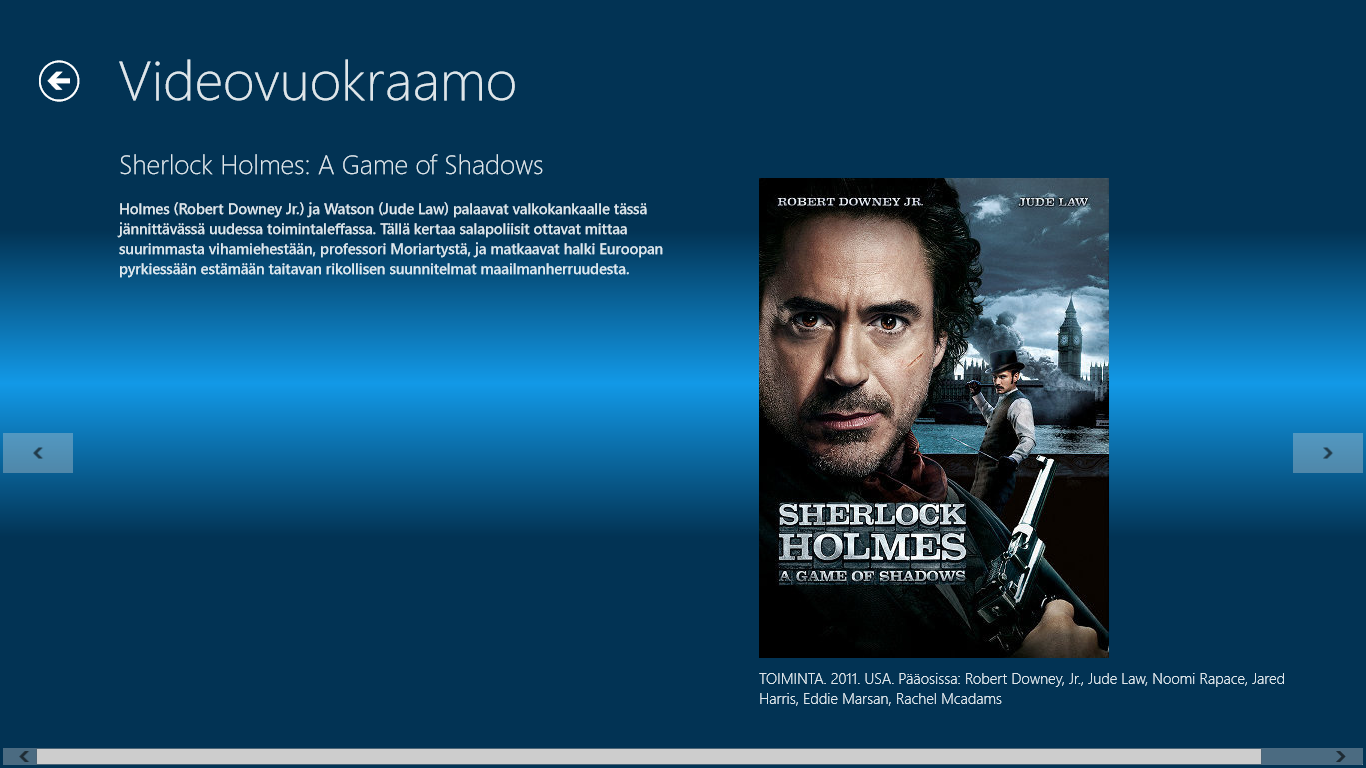 Videovuokraamo
Sherlock Holmes: A Game of Shadows
Holmes (Robert Downey Jr.) ja Watson (Jude Law) palaavat valkokankaalle tässä
jännittävässä uudessa toimintaleffassa. Tällä kertaa salapoliisit ottavat mittaa
suurimmasta vihamiehestään, professori Moriartystä, ja matkaavat halki Euroopan
pyrkiessään estämään taitavan rikollisen suunnitelmat maailmanherruudesta.
ROBERT DOWNEY JR.
JUDE LAW
SHERLOCK
HOLMES
A GAME OF SHADOWS
TOIMINTA. 2011. USA. Pääosissa: Robert Downey, Jr., Jude Law, Noomi Rapace, Jared
Harris, Eddie Marsan, Rachel Mcadams